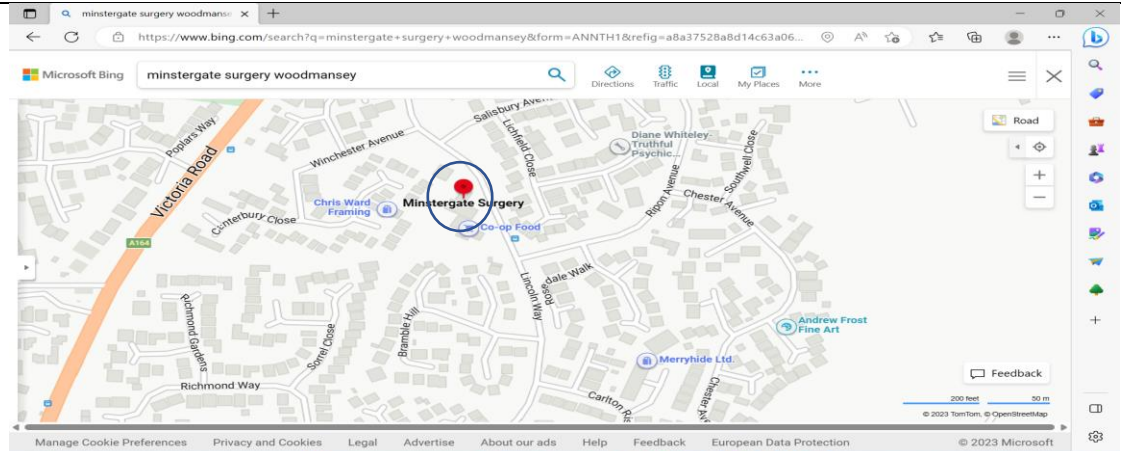 minstergate surgery woodmanse
https://www.bing.com/search?q=minstergate+surgery+woodmansey&form=ANNTH1&refig=a8a37528a8d14c63a06...
Microsoft Bing
minstergate surgery woodmansey
Directions
Traffic
Local
My Places
More
Road
Poplars Way
Victoria Road
A164
Winchester Avenue
Salisbury Aven
Lichfield Close
Diane Whiteley-
Truthful
Psychic...
Southwell Close
Chester Avenue
Ripon Avenue
Chris Ward
Framing
Minstergate Surgery
Co-op Food
Canterbury Close
Lincoln Way
Rosedale Walk
Bramble Hill
Richmond Gardens
Sorrel Close
Richmond Way
Andrew Frost
Fine Art
Merryhide Ltd.
Carlton Ris
Chester Av
Feedback
200 feet
50 m
© 2023 TomTom, © OpenStreetMap
Manage Cookie Preferences Privacy and Cookies Legal Advertise About our ads Help Feedback European Data Protection © 2023 Microsoft